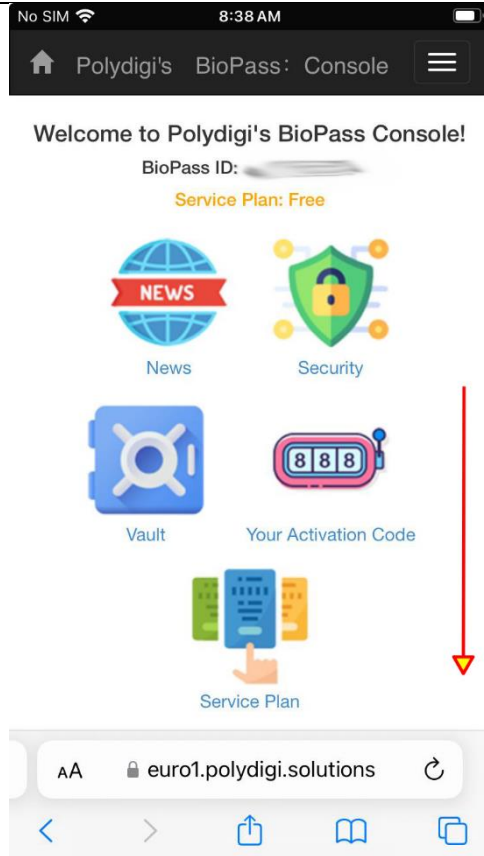 No SIM 8:38 AM
Polydigi's BioPass: Console
Welcome to Polydigi's BioPass Console!
BioPass ID:
Service Plan: Free
NEWS
News Security
888
Vault Your Activation Code
Service Plan
AA euro1.polydigi.solutions